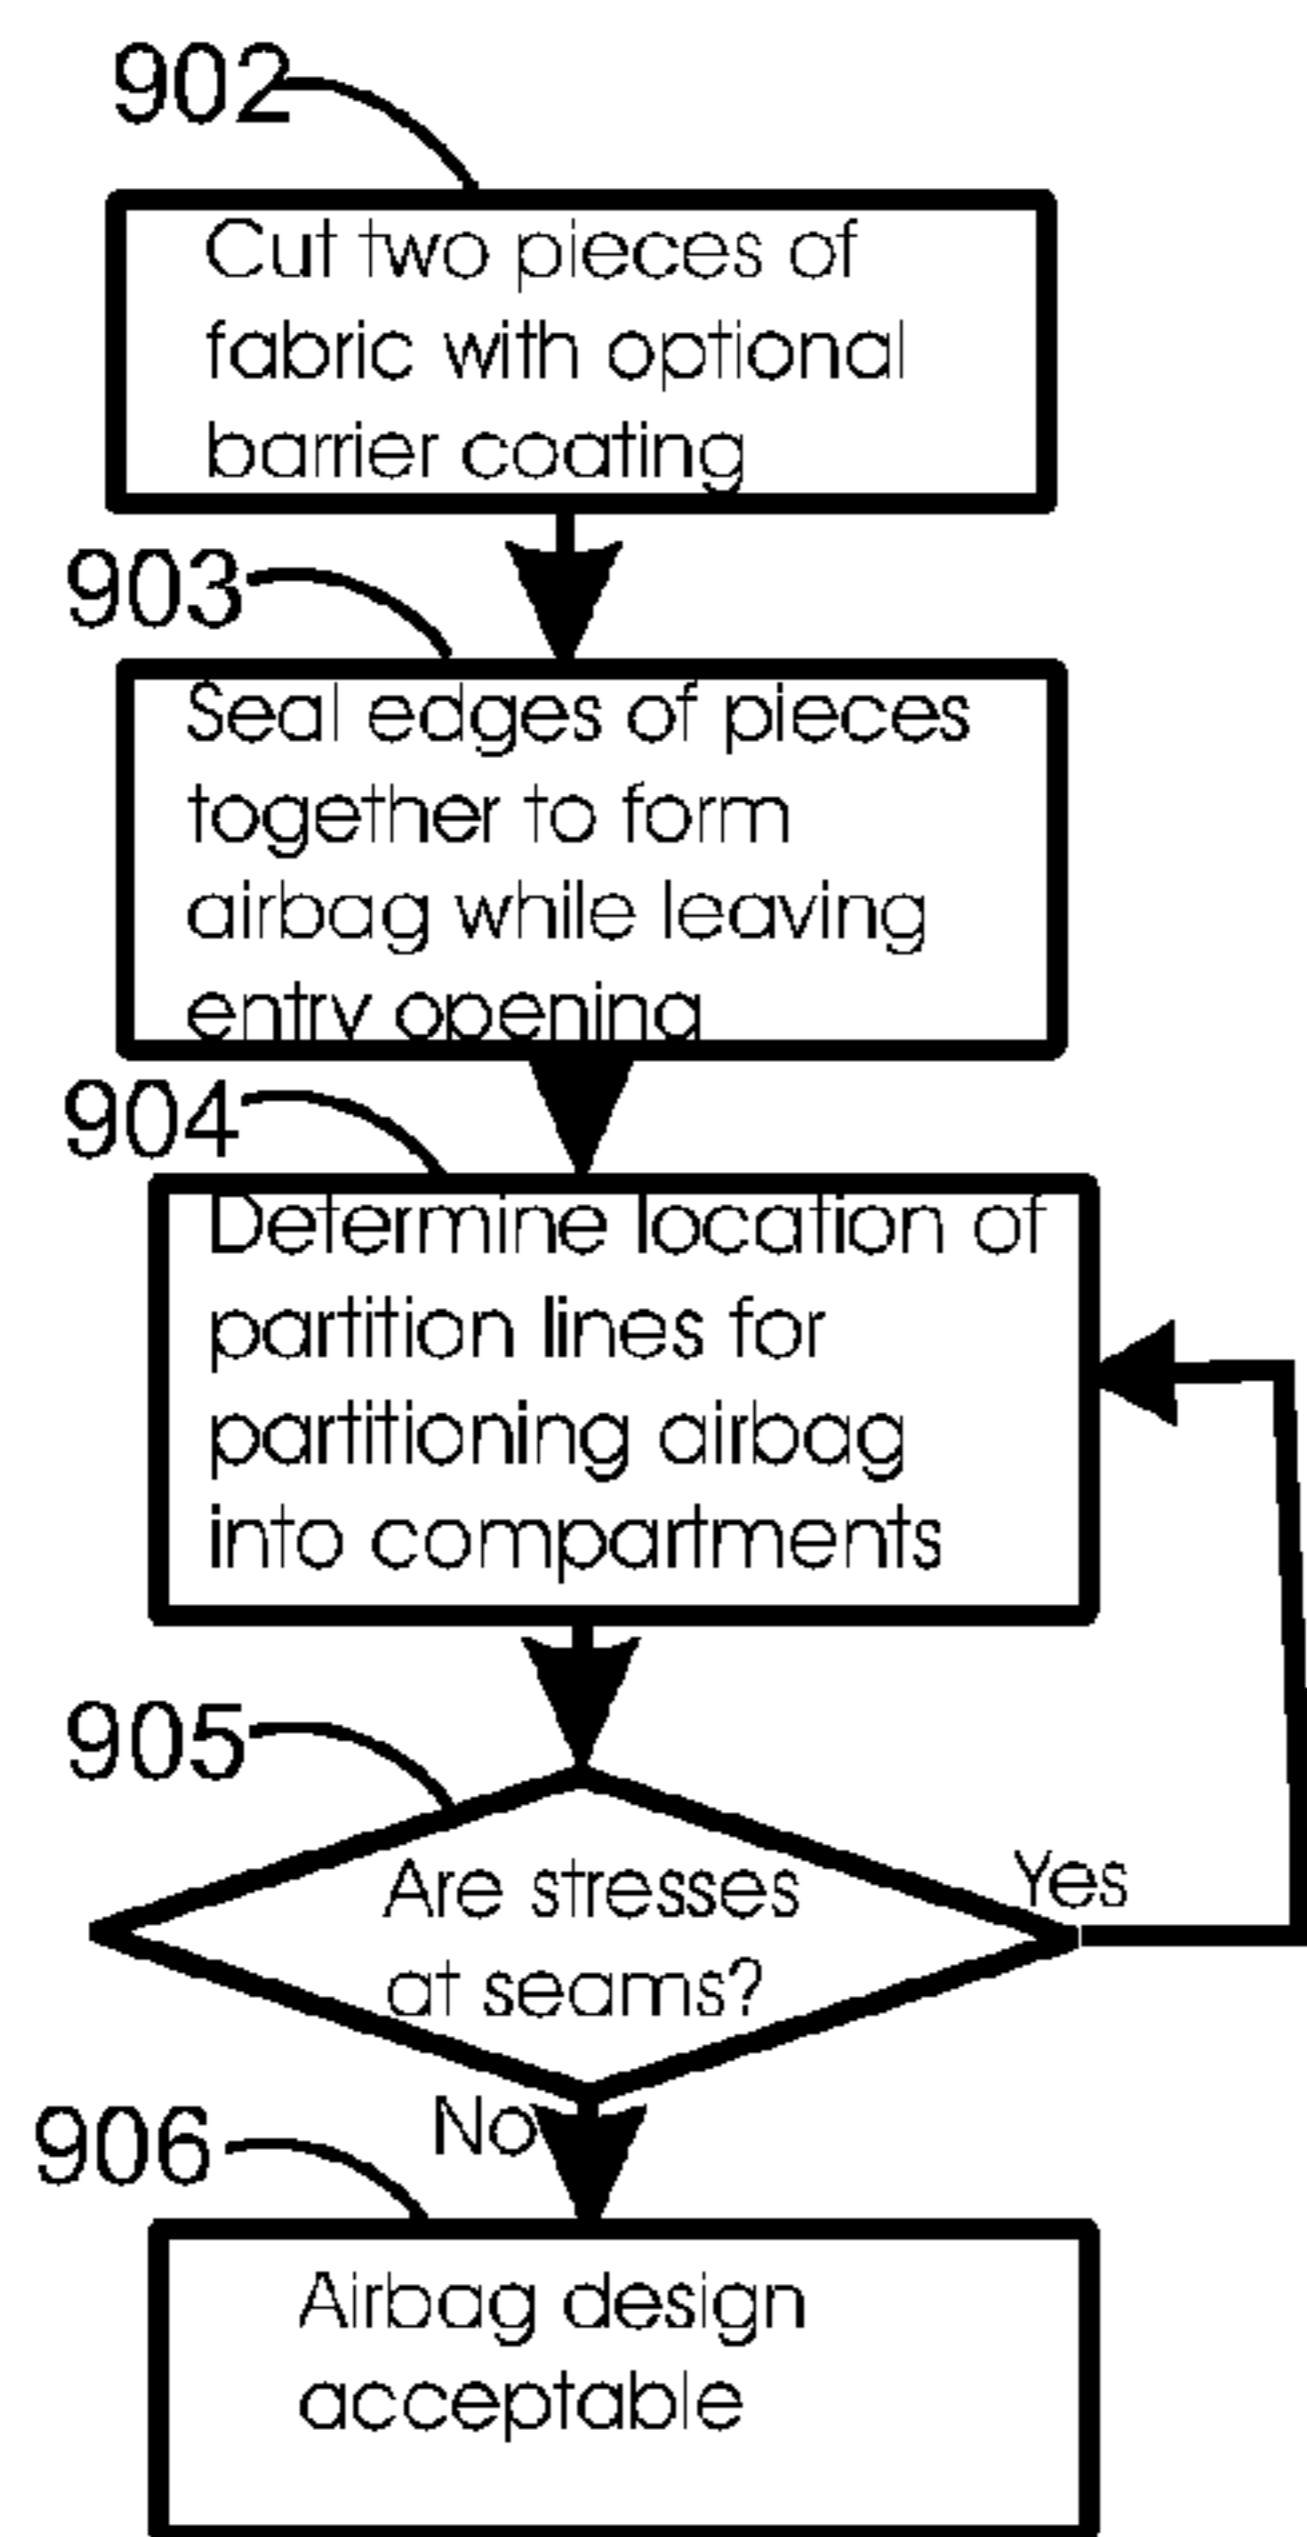 902
Cut two pieces of
fabric with optional
barrier coating
903
Seal edges of pieces
together to form
airbag while leaving
entry opening
904
Determine location of
partition lines for
partitioning airbag
into compartments
905
Are stresses
at seams?
Yes
No
906
Airbag design
acceptable